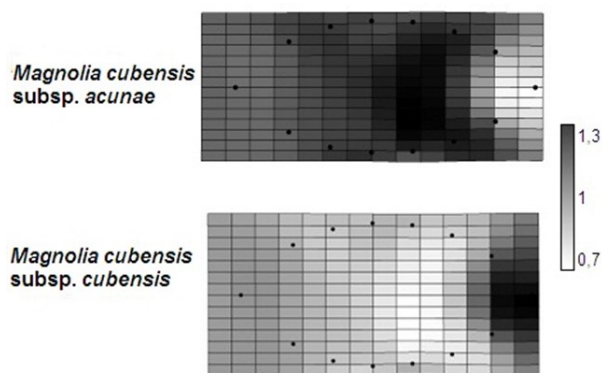 Magnolia cubensis
subsp. acunae
1,3
1
0,7
Magnolia cubensis
subsp. cubensis